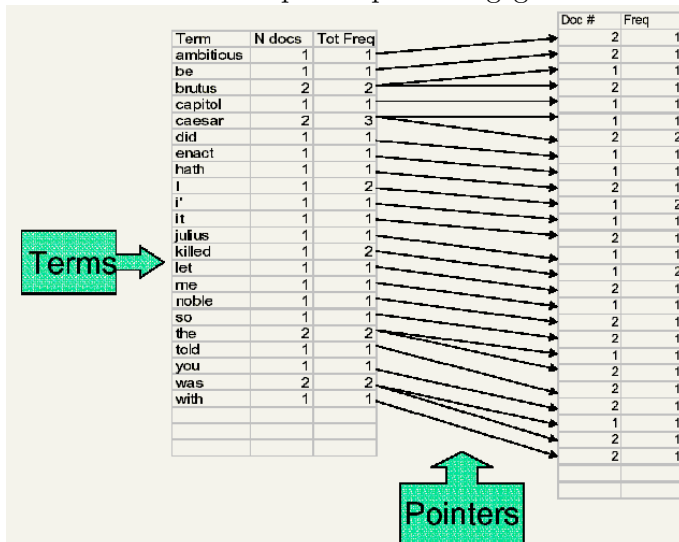 Term N docs Tot Freq
ambitious 1 1
be 1 1
brutus 2 2
capitol 1 1
caesar 2 3
did 1 1
enact 1 1
hath 1 1
I 1 2
i' 1 1
it 1 1
julius 1 1
killed 1 2
let 1 1
me 1 1
noble 1 1
so 1 1
the 2 2
told 1 1
you 1 1
was 2 2
with 1 1
Doc # Freq
2 1
2 1
1 1
2 1
1 1
1 1
2 2
1 1
1 1
2 1
1 2
1 1
2 1
1 1
1 2
2 1
1 1
2 1
2 1
1 1
2 1
2 1
2 1
1 1
2 1
2 1
Terms
Pointers